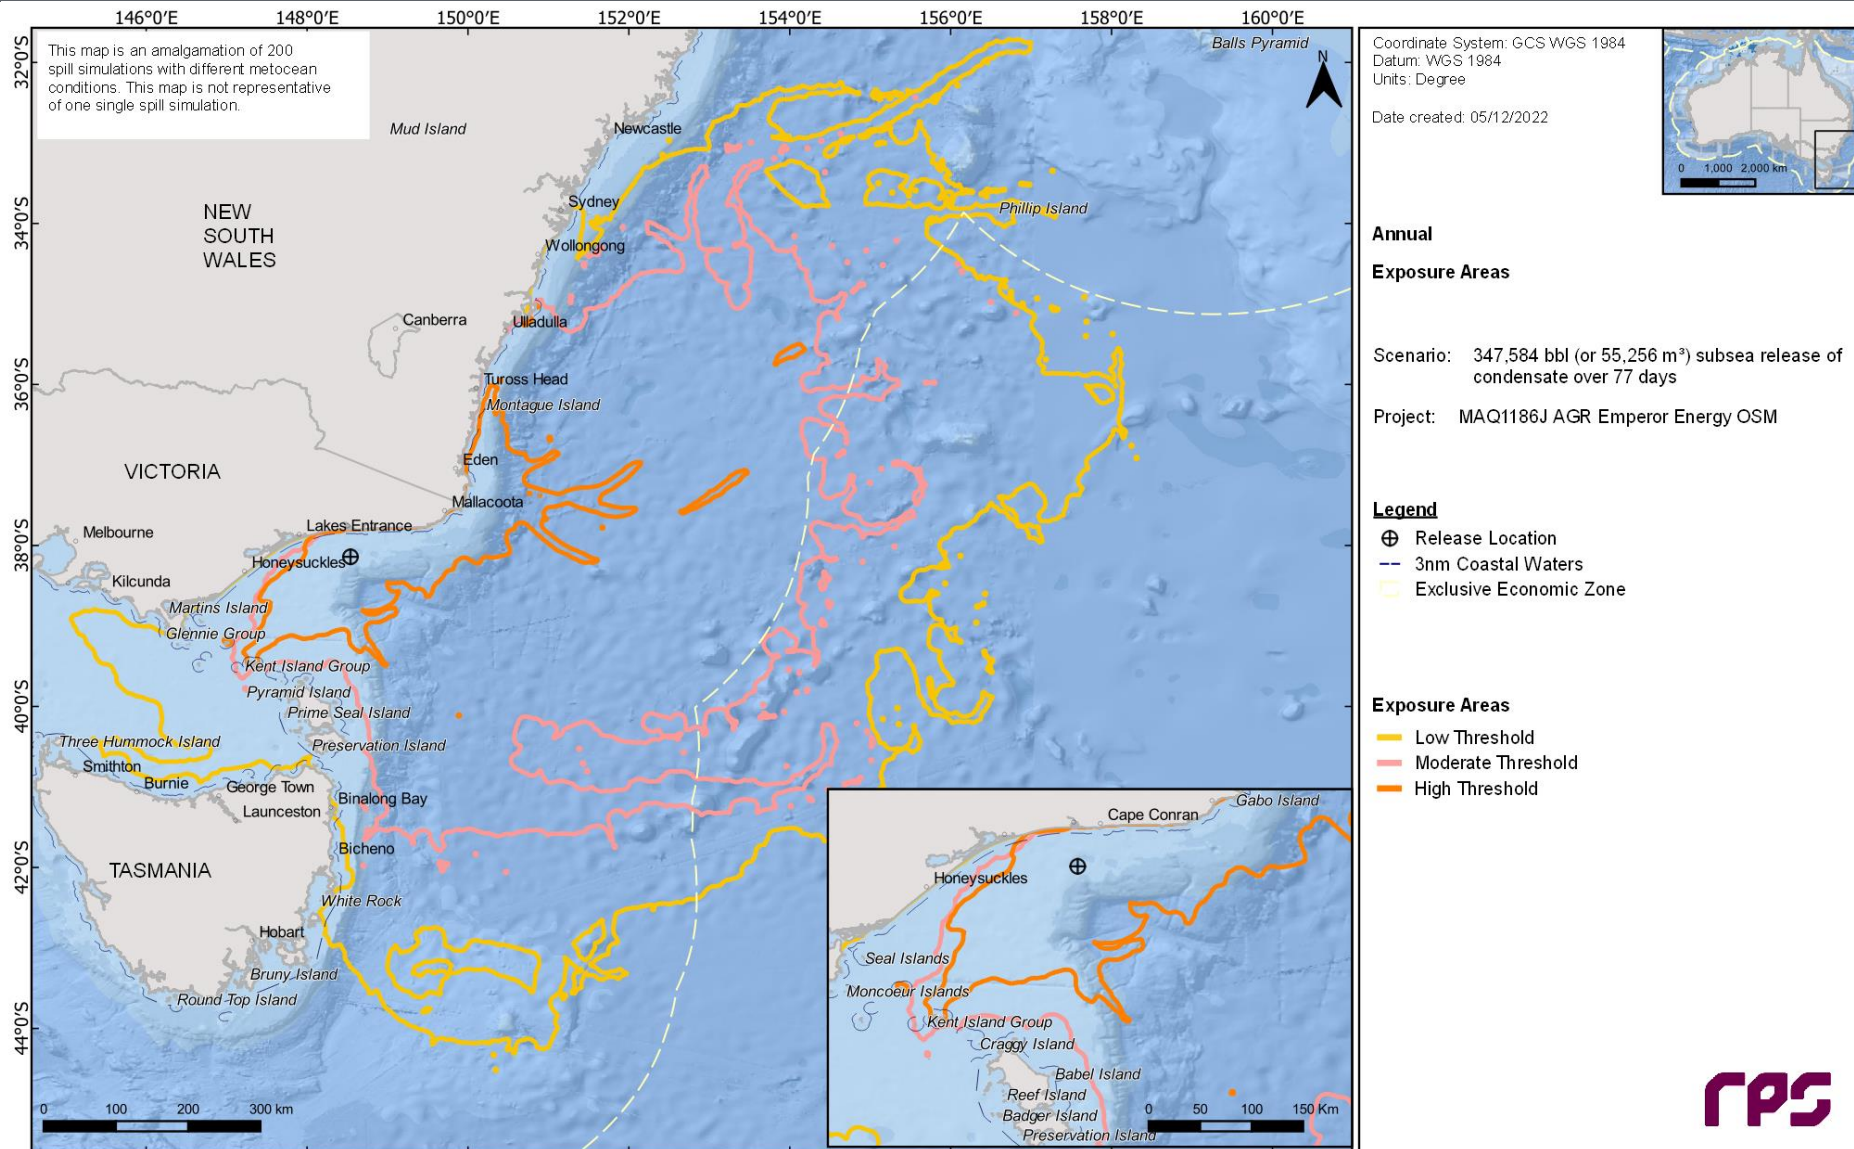 146°0'E 148°0'E 150°0'E 152°0'E 154°0'E 156°0'E 158°0'E 160°0'E
32°0'S
34°0'S
36°0'S
38°0'S
40°0'S
42°0'S
44°0'S
This map is an amalgamation of 200
spill simulations with different metocean
conditions. This map is not representative
of one single spill simulation.
Balls Pyramid
N
Mud Island
Newcastle
NEW
SOUTH
WALES
Sydney
Phillip Island
Wollongong
Canberra
Ulladulla
Tuross Head
Montague Island
VICTORIA
Eden
Mallacoota
Melbourne
Lakes Entrance
Honeysuckles
Kilcunda
Martins Island
Glennie Group
Kent Island Group
Pyramid Island
Prime Seal Island
Three Hummock Island
Preservation Island
Smithton
Burnie
George Town
Binalong Bay
Launceston
Bicheno
TASMANIA
White Rock
Hobart
Bruny Island
Round Top Island
0 100 200 300 km
Gabo Island
Cape Conran
Honeysuckles
Seal Islands
Moncoeur Islands
Kent Island Group
Craggy Island
Babel Island
Reef Island
Badger Island
Preservation Island
0 50 100 150 Km
Coordinate System: GCS WGS 1984
Datum: WGS 1984
Units: Degree
Date created: 05/12/2022
0 1,000 2,000 km
Annual
Exposure Areas
Scenario: 347,584 bbl (or 55,256 m³) subsea release of
condensate over 77 days
Project: MAQ1186J AGR Emperor Energy OSM
Legend
Release Location
3nm Coastal Waters
Exclusive Economic Zone
Exposure Areas
Low Threshold
Moderate Threshold
High Threshold
rps